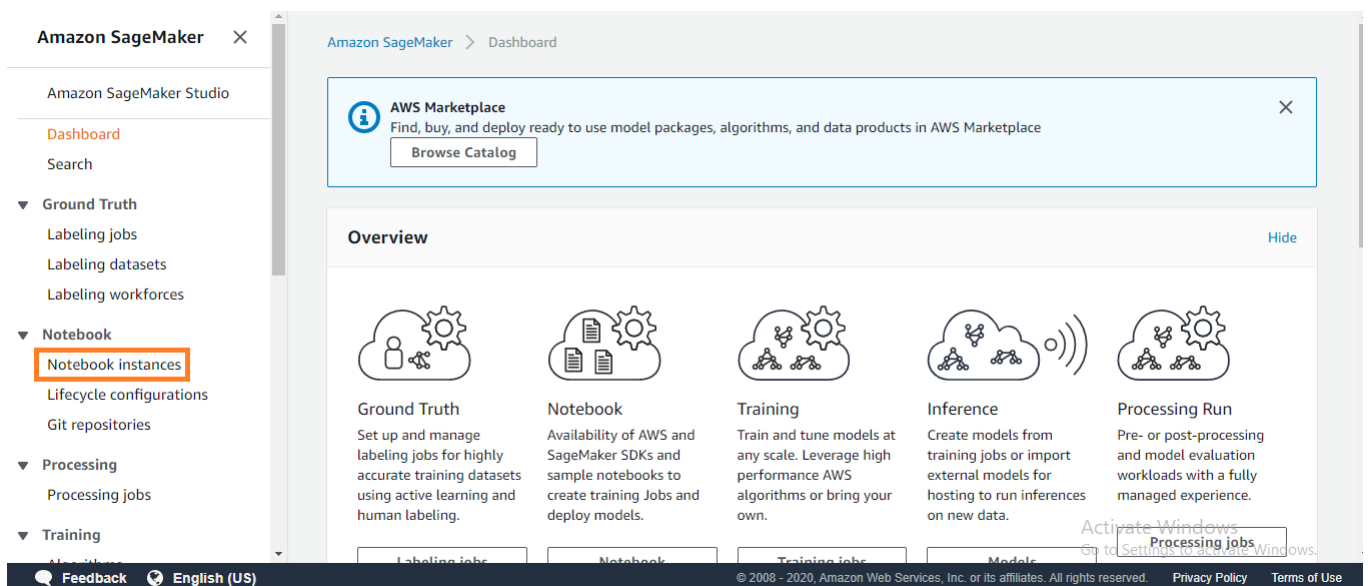 Amazon SageMaker
Amazon SageMaker Studio
Dashboard
Search
Ground Truth
Labeling jobs
Labeling datasets
Labeling workforces
Notebook
Notebook instances
Lifecycle configurations
Git repositories
Processing
Processing jobs
Training
Algorithms
Amazon SageMaker > Dashboard
AWS Marketplace
Find, buy, and deploy ready to use model packages, algorithms, and data products in AWS Marketplace
Browse Catalog
Overview
Hide
Ground Truth
Set up and manage
labeling jobs for highly
accurate training datasets
using active learning and
human labeling.
Labeling jobs
Notebook
Availability of AWS and
SageMaker SDKs and
sample notebooks to
create training Jobs and
deploy models.
Notebook
Training
Train and tune models at
any scale. Leverage high
performance AWS
algorithms or bring your
own.
Training jobs
Inference
Create models from
training jobs or import
external models for
hosting to run inferences
on new data.
Models
Processing Run
Pre- or post-processing
and model evaluation
workloads with a fully
managed experience.
Processing jobs
Activate Windows
Go to Settings to activate Windows.
Feedback
English (US)
© 2008 - 2020, Amazon Web Services, Inc. or its affiliates. All rights reserved.
Privacy Policy
Terms of Use